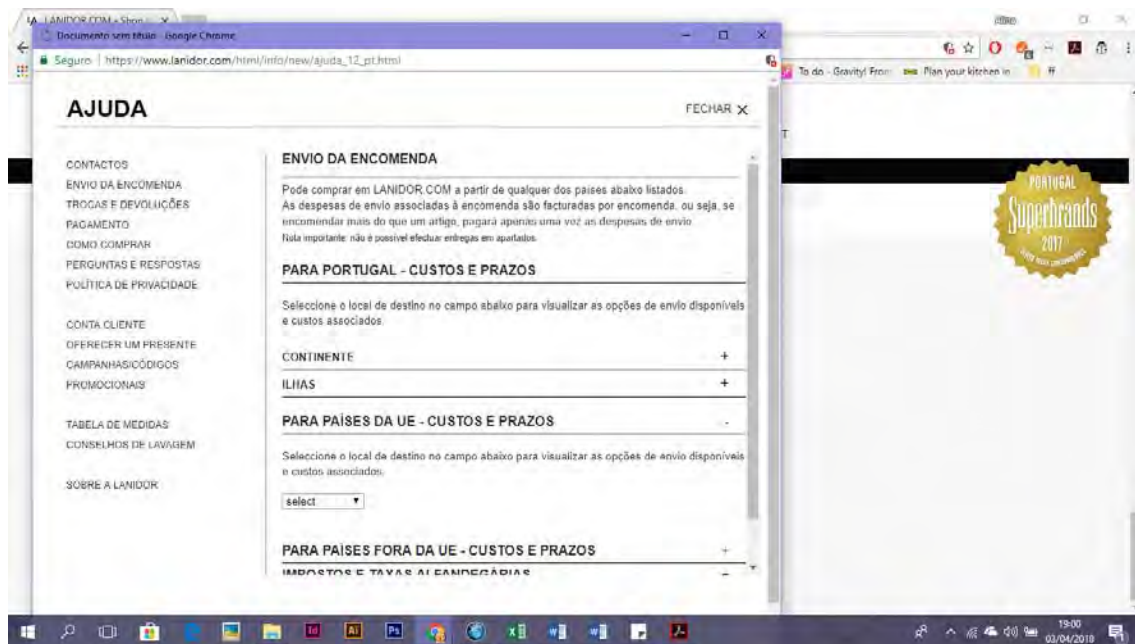 LANIDOR.COM - Shop
Documento sem título - Google Chrome
Seguro | https://www.lanidor.com/html/info/new/ajuda_12_pt.html
To do - Gravity! From
Plan your kitchen in
AJUDA
FECHAR X
CONTACTOS
ENVIO DA ENCOMENDA
TROCAS E DEVOLUÇÕES
PAGAMENTO
COMO COMPRAR
PERGUNTAS E RESPOSTAS
POLÍTICA DE PRIVACIDADE
CONTA CLIENTE
OFERECER UM PRESENTE
CAMPANHAS/CÓDIGOS
PROMOCIONAIS
TABELA DE MEDIDAS
CONSELHOS DE LAVAGEM
SOBRE A LANIDOR
ENVIO DA ENCOMENDA
Pode comprar em LANIDOR.COM a partir de qualquer dos países abaixo listados.
As despesas de envio associadas à encomenda são facturadas por encomenda, ou seja, se
encomendar mais do que um artigo, pagará apenas uma vez as despesas de envio.
Nota importante: não é possível efectuar entregas em apartados.
PARA PORTUGAL - CUSTOS E PRAZOS
Seleccione o local de destino no campo abaixo para visualizar as opções de envio disponíveis
e custos associados.
CONTINENTE +
ILHAS +
PARA PAÍSES DA UE - CUSTOS E PRAZOS -
Seleccione o local de destino no campo abaixo para visualizar as opções de envio disponíveis
e custos associados.
select
PARA PAÍSES FORA DA UE - CUSTOS E PRAZOS +
IMPOSTOS E TAXAS ALFANDEGÁRIAS
PORTUGAL
Superbrands
2017
19:00
03/04/2018